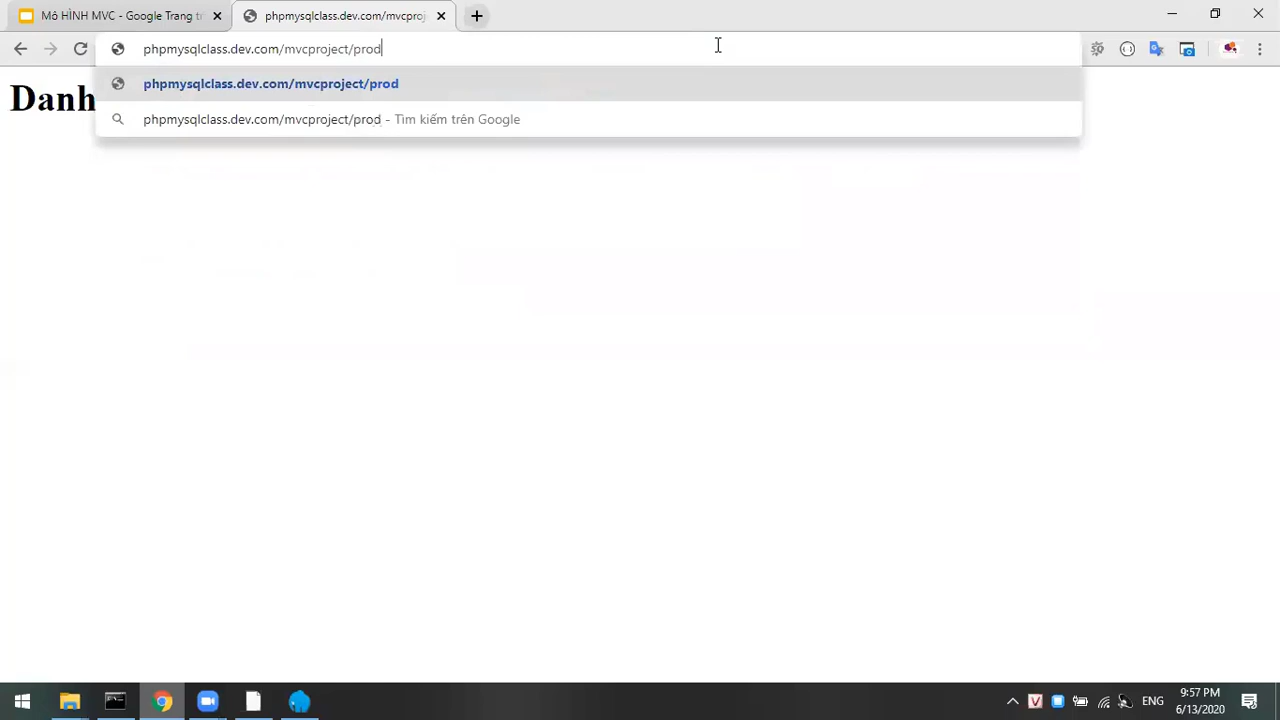 Mô HÌNH MVC - Google Trang t
phpmysqlclass.dev.com/mvcproj
phpmysqlclass.dev.com/mvcproject/prod
phpmysqlclass.dev.com/mvcproject/prod
phpmysqlclass.dev.com/mvcproject/prod - Tìm kiếm trên Google
Danh
ENG
9:57 PM
6/13/2020